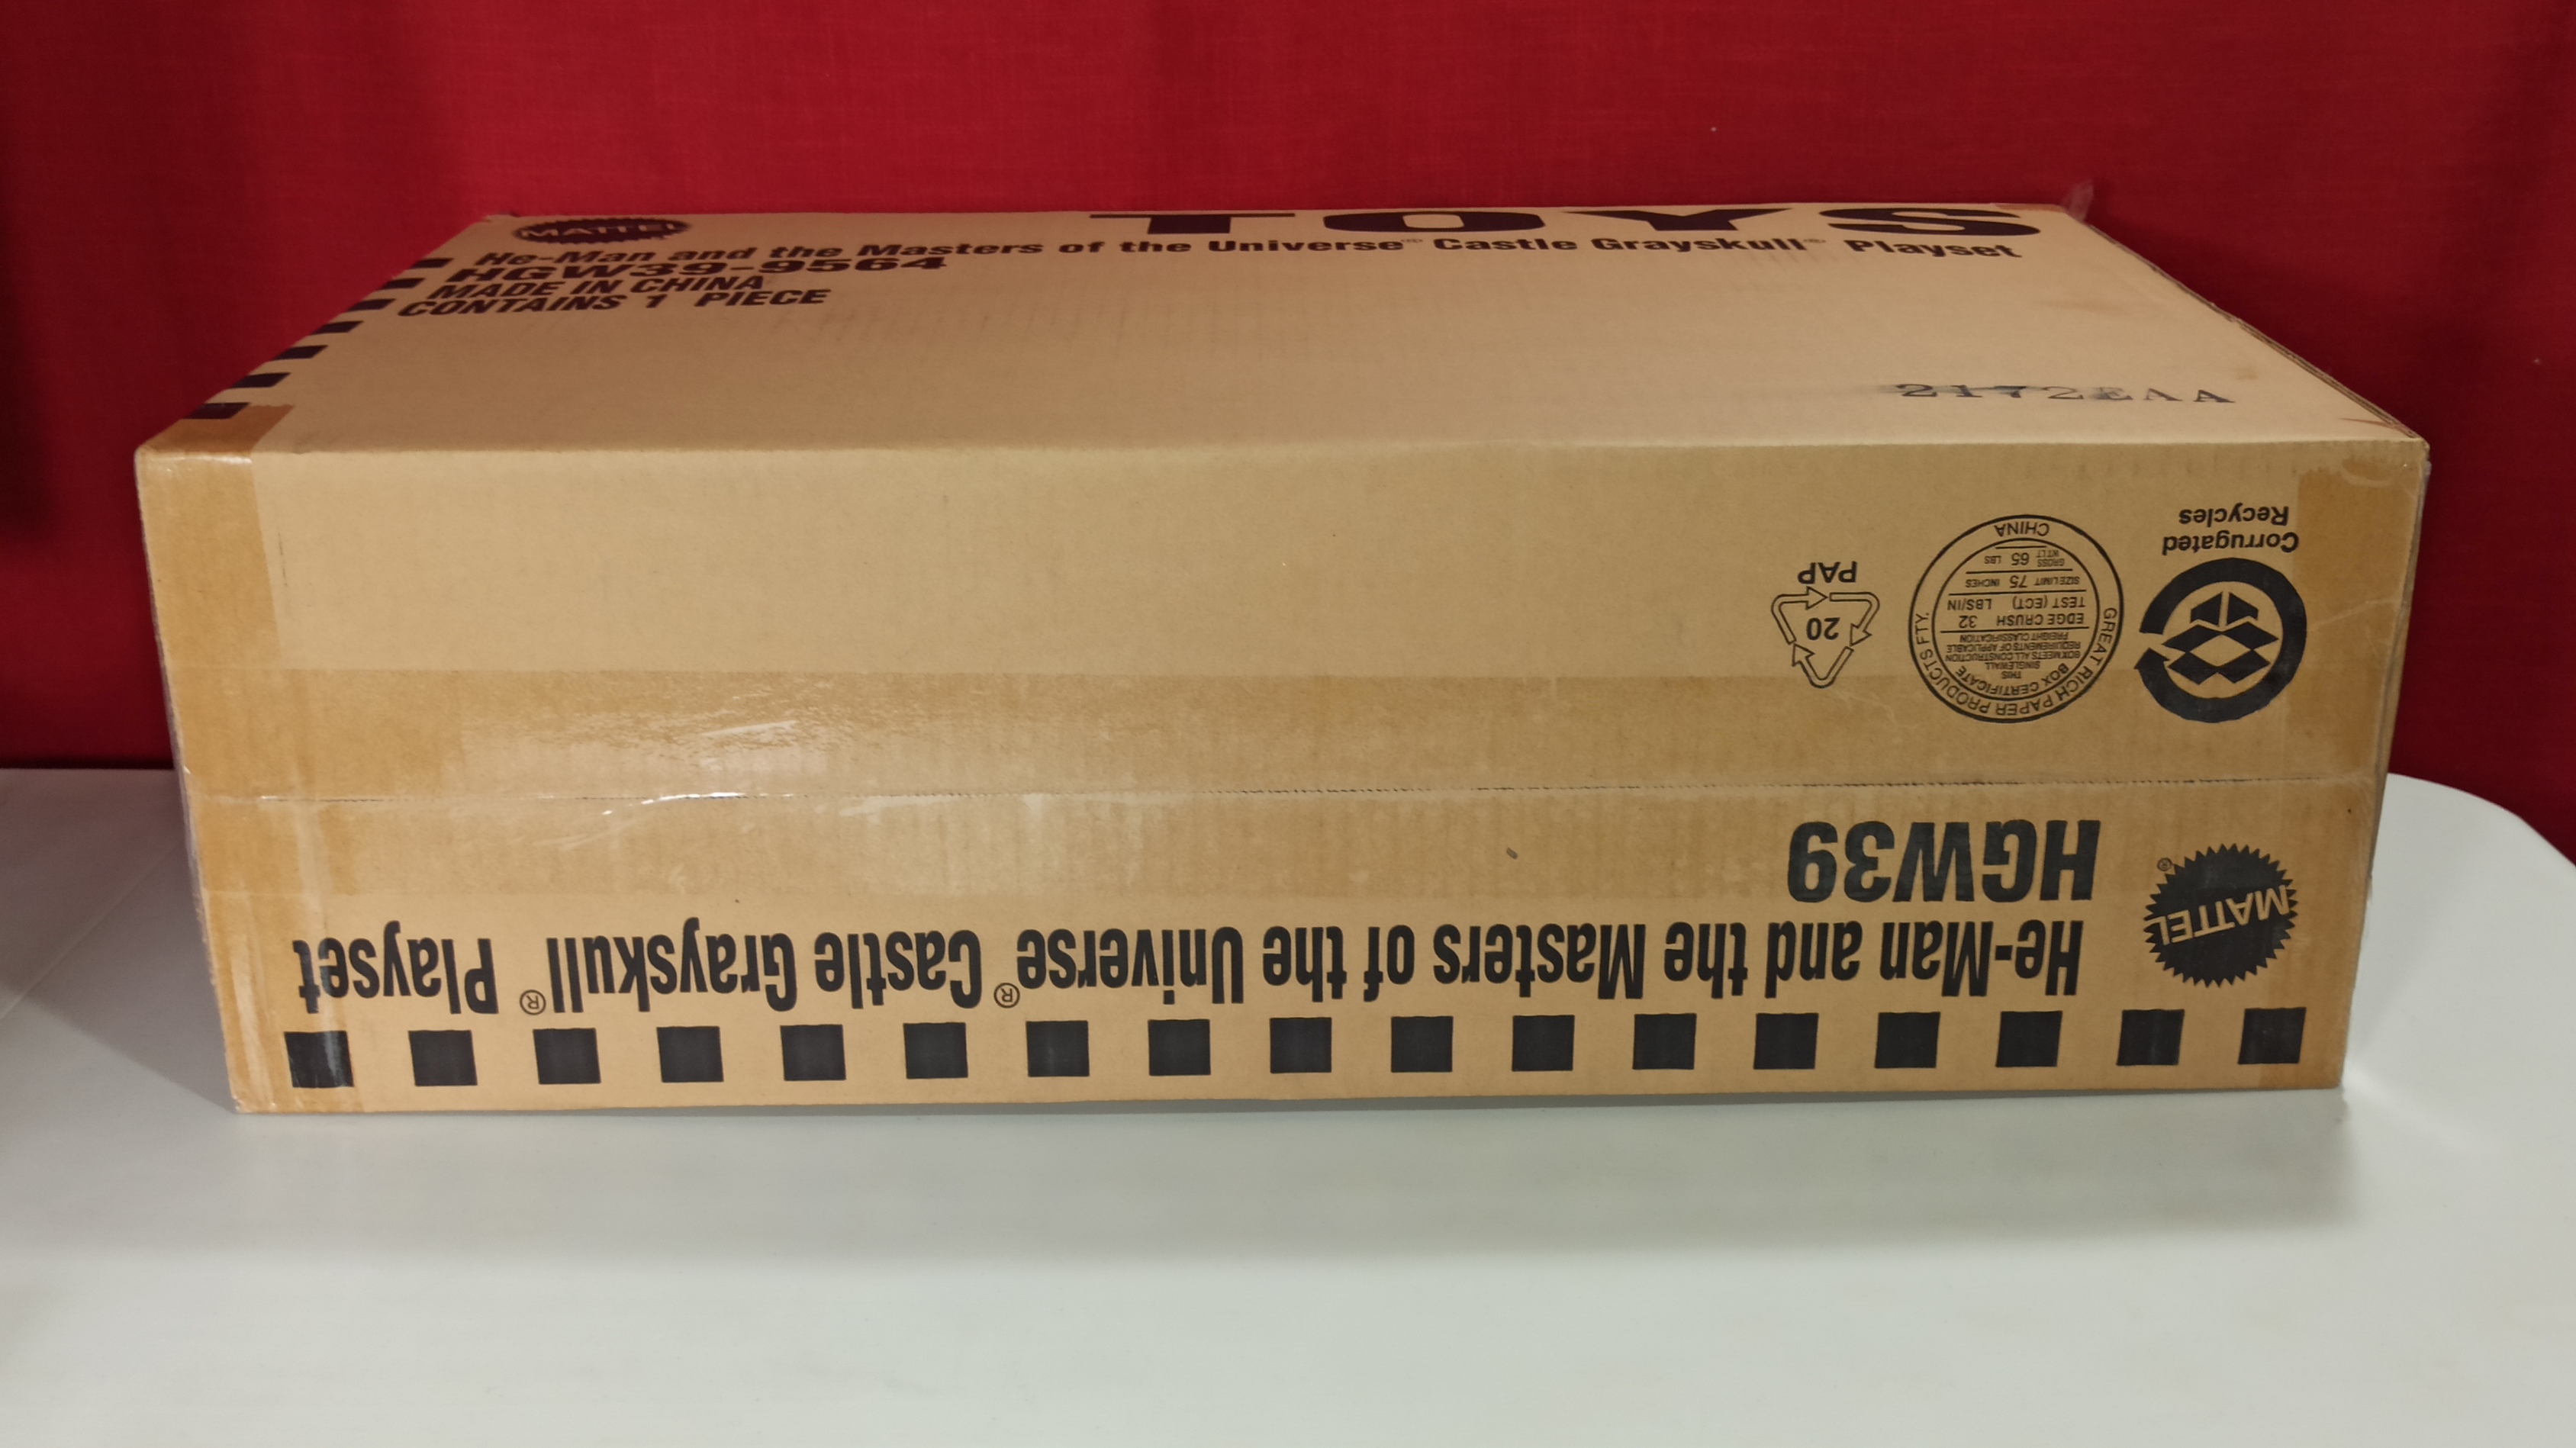 MATTEL
TOYS
He-Man and the Masters of the Universe® Castle Grayskull® Playset
HGW39-9564
MADE IN CHINA
CONTAINS 1 PIECE
2172EAA
MATTEL®
HGW39
He-Man and the Masters of the Universe® Castle Grayskull® Playset
Corrugated
Recycles
GREAT RICH PAPER PRODUCTS FTY.
BOX CERTIFICATE
THIS
SINGLEWALL
BOX MEETS ALL CONSTRUCTION
REQUIREMENTS OF APPLICABLE
FREIGHT CLASSIFICATION
EDGE CRUSH 32
TEST (ECT) LBS/IN
SIZE LIMIT 75 INCHES
GROSS
WT LT 65 LBS
CHINA
20
PAP